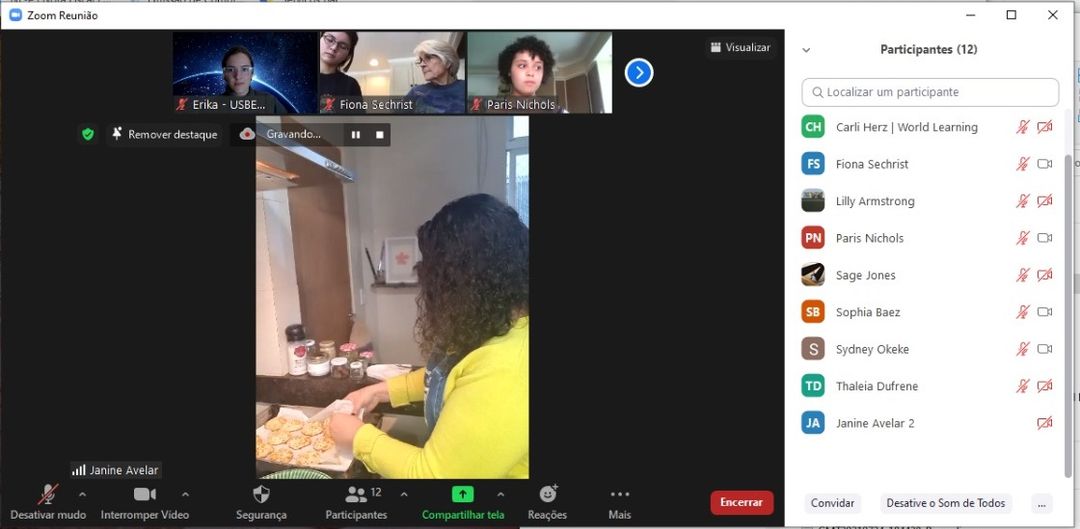 Zoom Reunião
Erika - USBE...
Fiona Sechrist
Paris Nichols
Visualizar
Remover destaque
Gravando...
Janine Avelar
Desativar mudo
Interromper Vídeo
Segurança
12
Participantes
Compartilhar tela
Reações
Mais
Encerrar
Participantes (12)
Localizar um participante
CH Carli Herz | World Learning
FS Fiona Sechrist
Lilly Armstrong
PN Paris Nichols
Sage Jones
SB Sophia Baez
S Sydney Okeke
TD Thaleia Dufrene
JA Janine Avelar 2
Convidar
Desative o Som de Todos
...